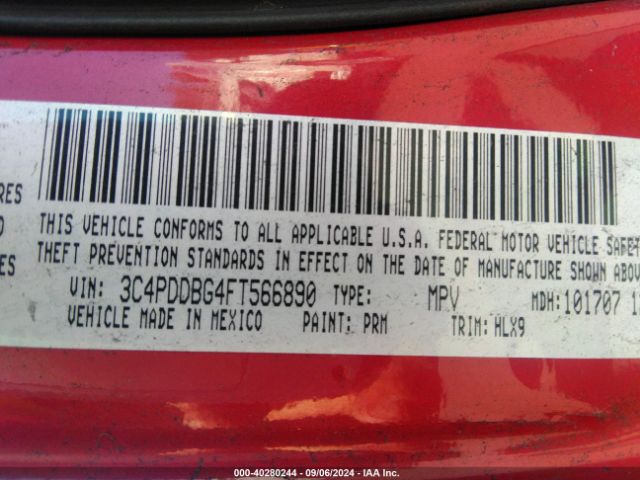 RES
THIS VEHICLE CONFORMS TO ALL APPLICABLE U.S.A. FEDERAL MOTOR VEHICLE
THEFT PREVENTION STANDARDS IN EFFECT ON THE DATE OF MANUFACTURE SHOWN ABOV
ES
VIN: 3C4PDDBG4FT566890 TYPE: MPV MDH:101707 1
VEHICLE MADE IN MEXICO PAINT: PRM TRIM: HLX9
000-40280244 - 09/06/2024 - IAA Inc.